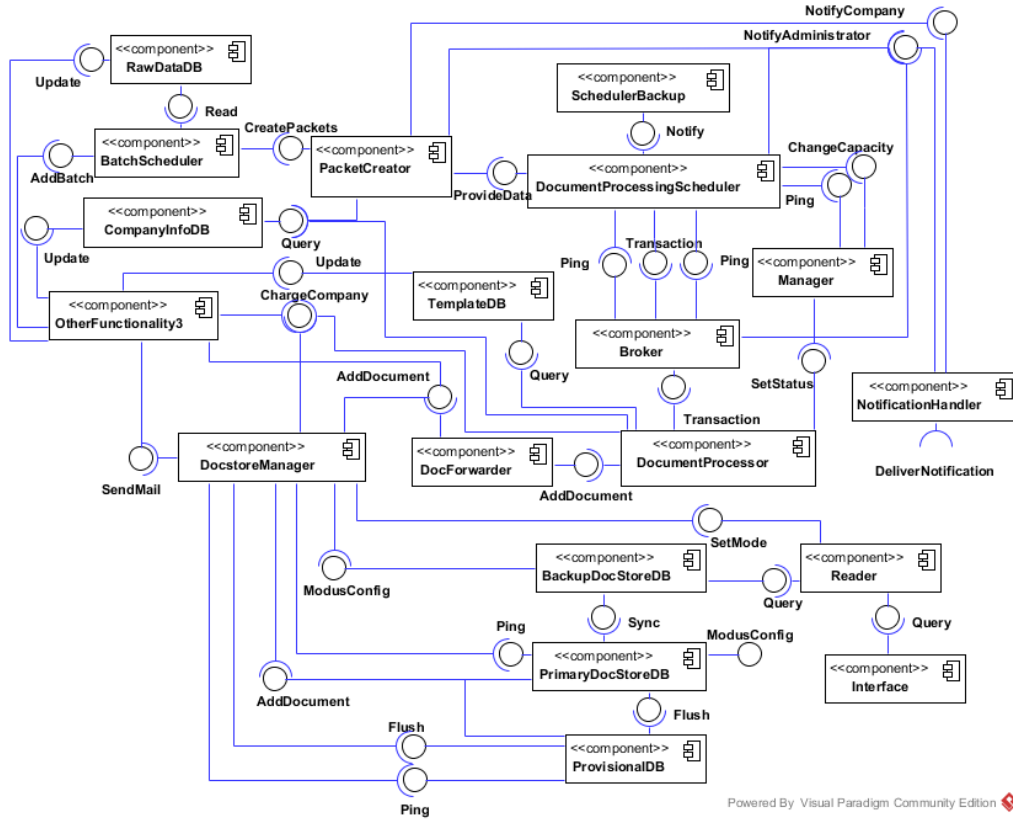 NotifyCompany
NotifyAdministrator
<<component>>
RawDataDB
Update
<<component>>
SchedulerBackup
Read
CreatePackets
Notify
<<component>>
BatchScheduler
AddBatch
<<component>>
PacketCreator
ProvideData
<<component>>
DocumentProcessingScheduler
ChangeCapacity
Ping
<<component>>
CompanyInfoDB
Update
Query
Update
Ping
Transaction
Ping
<<component>>
Manager
<<component>>
OtherFunctionality3
ChargeCompany
<<component>>
TemplateDB
<<component>>
Broker
Query
SetStatus
AddDocument
<<component>>
NotificationHandler
Transaction
<<component>>
DocstoreManager
SendMail
<<component>>
DocForwarder
AddDocument
<<component>>
DocumentProcessor
DeliverNotification
SetMode
<<component>>
BackupDocStoreDB
<<component>>
Reader
ModusConfig
Query
Sync
Query
Ping
ModusConfig
<<component>>
PrimaryDocStoreDB
<<component>>
Interface
AddDocument
Flush
Flush
<<component>>
ProvisionalDB
Ping
Powered By Visual Paradigm Community Edition